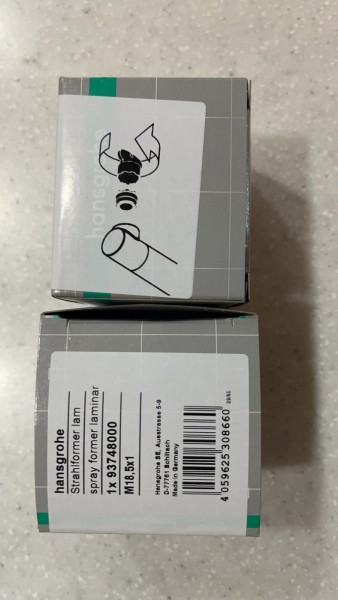 hansgrohe
hansgrohe
Strahlformer lam
spray former laminar
1x 93748000
M18,5x1
Hansgrohe SE, Auestrasse 5-9
D-77761 Schiltach
Made in Germany
4 059625 308660